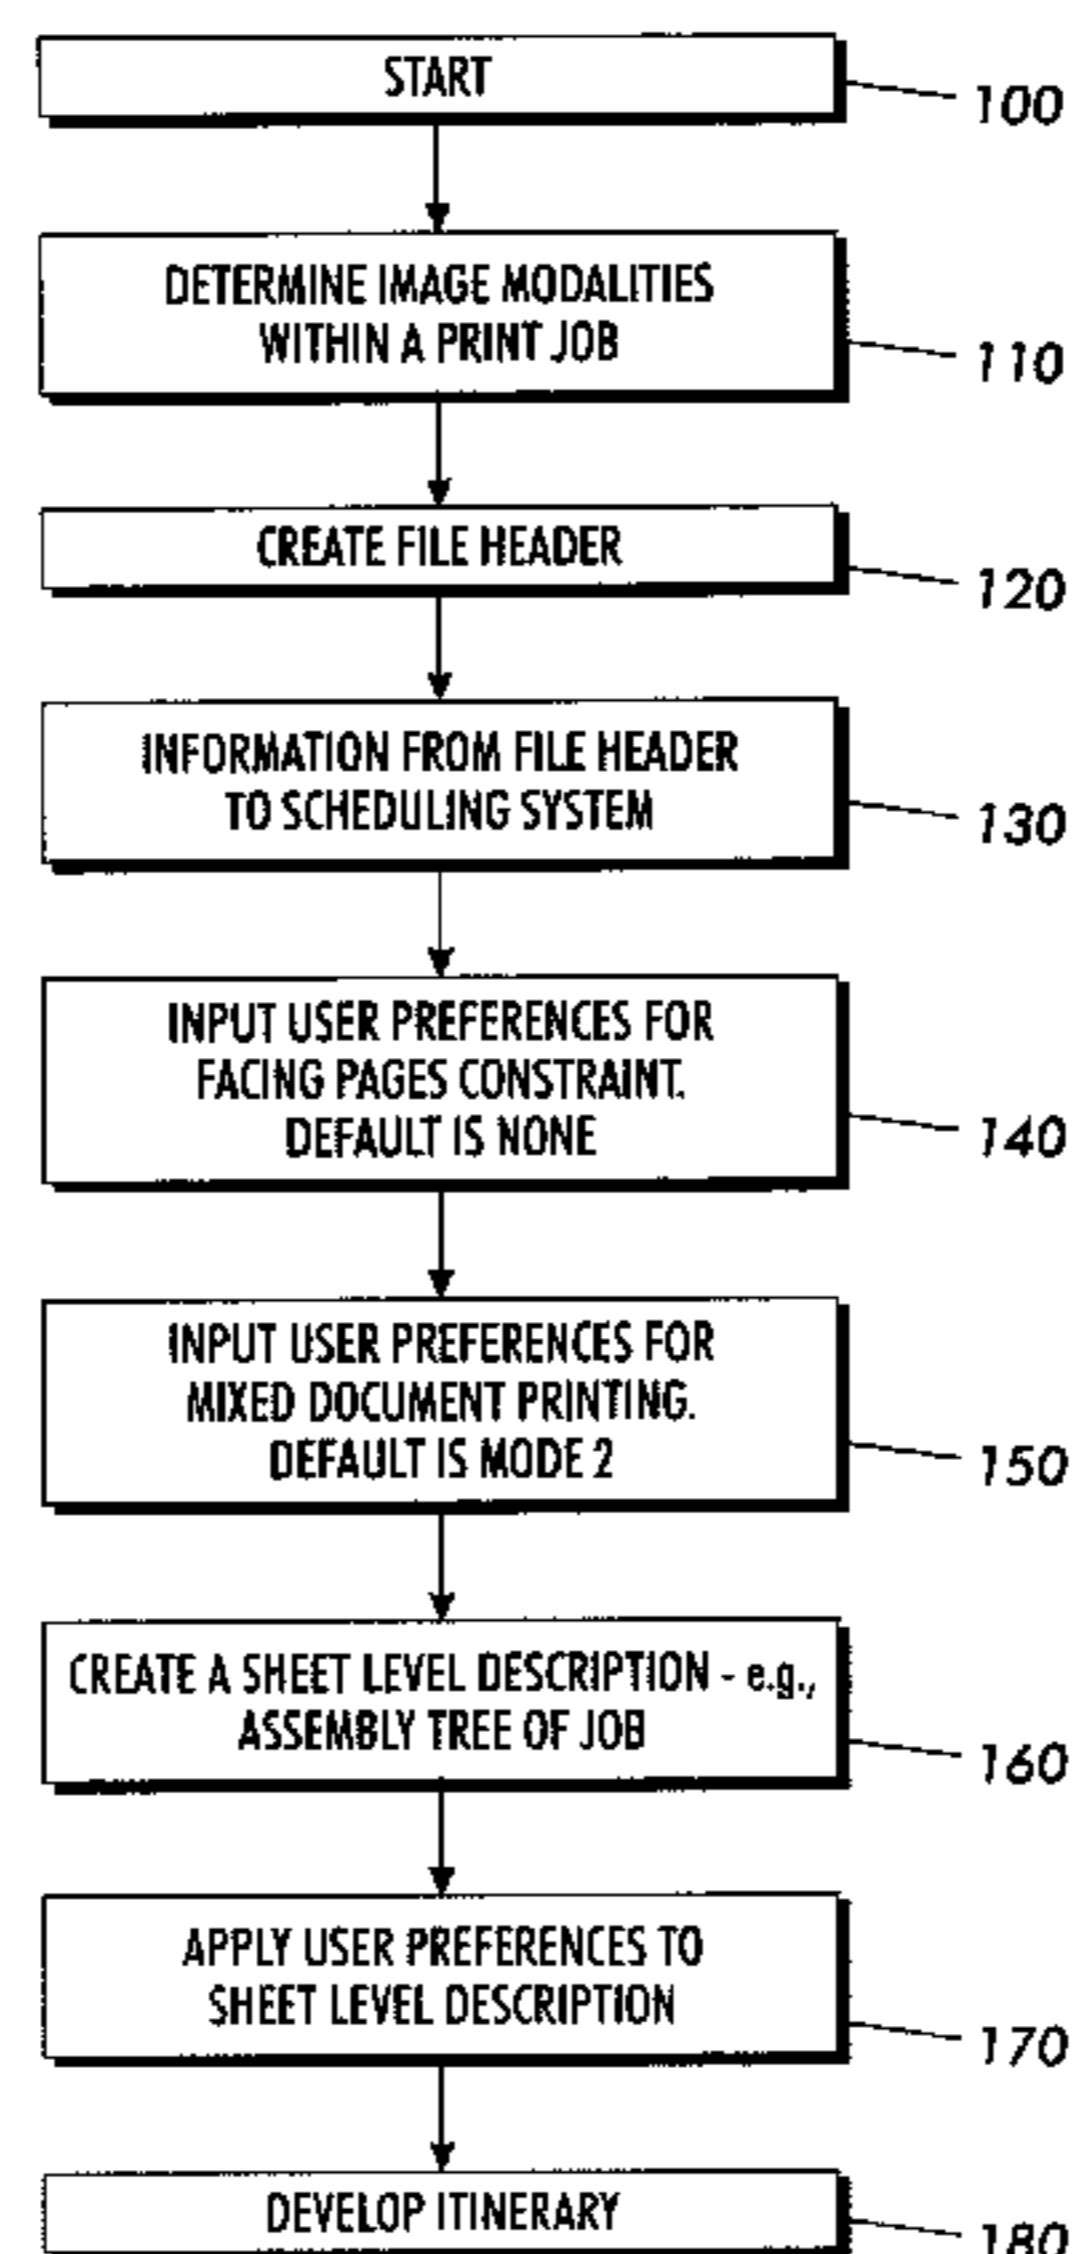 START
100
DETERMINE IMAGE MODALITIES
WITHIN A PRINT JOB
110
CREATE FILE HEADER
120
INFORMATION FROM FILE HEADER
TO SCHEDULING SYSTEM
130
INPUT USER PREFERENCES FOR
FACING PAGES CONSTRAINT.
DEFAULT IS NONE
140
INPUT USER PREFERENCES FOR
MIXED DOCUMENT PRINTING.
DEFAULT IS MODE 2
150
CREATE A SHEET LEVEL DESCRIPTION - e.g.,
ASSEMBLY TREE OF JOB
160
APPLY USER PREFERENCES TO
SHEET LEVEL DESCRIPTION
170
DEVELOP ITINERARY
180